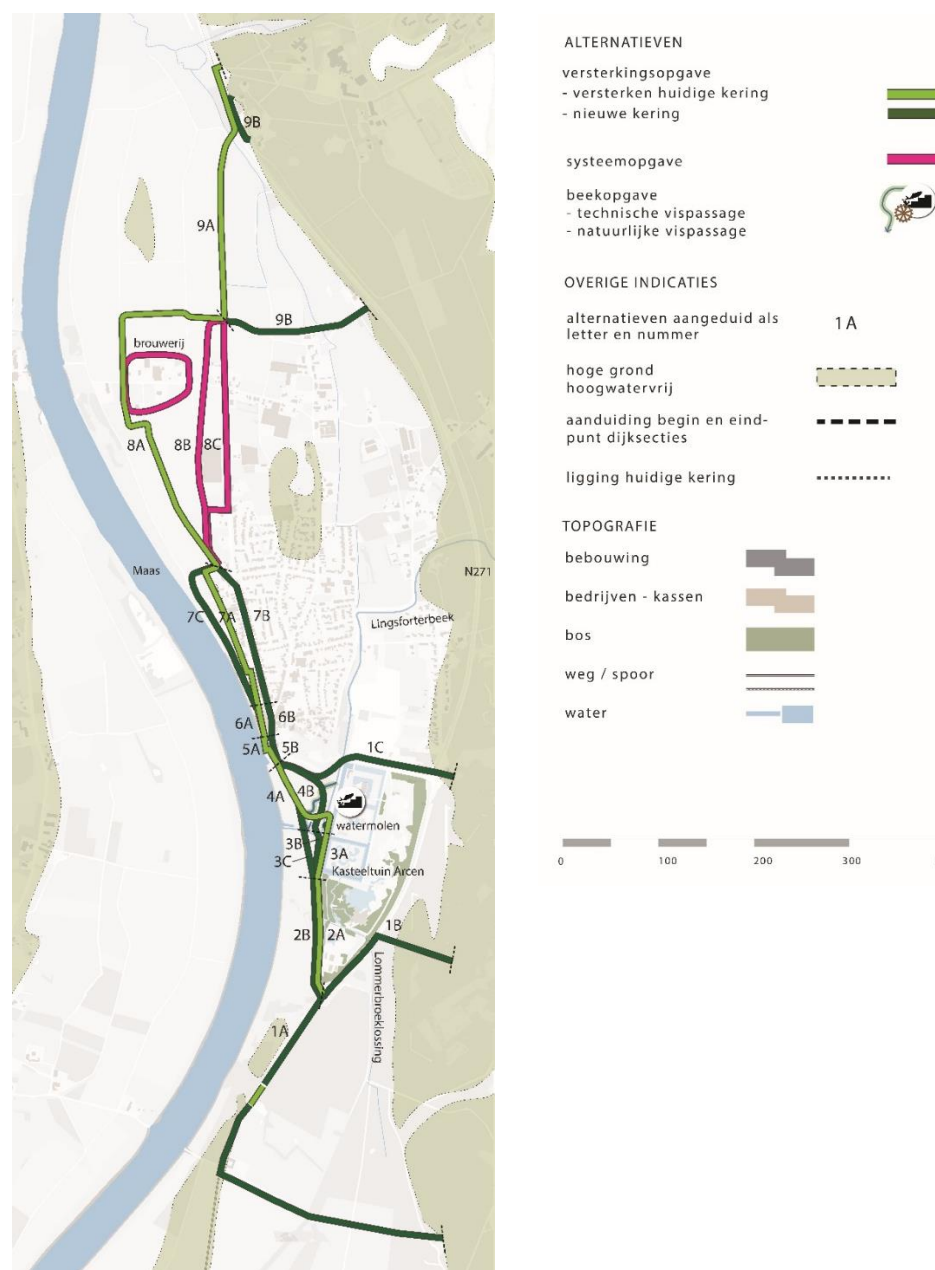 9B
9A
9B
brouwerij
8A
8B
8C
Maas
N271
7C
7A
7B
Lingsforterbeek
6A
6B
5A
5B
1C
4A
4B
watermolen
3B
3A
3C
Kasteeltuin Arcen
2B
2A
1B
Lommerbroeklossing
1A
ALTERNATIEVEN
versterkingsopgave
- versterken huidige kering
- nieuwe kering
systeemopgave
beekopgave
- technische vispassage
- natuurlijke vispassage
OVERIGE INDICATIES
alternatieven aangeduid als
letter en nummer
1A
hoge grond
hoogwatervrij
aanduiding begin en eind-
punt dijksecties
ligging huidige kering
TOPOGRAFIE
bebouwing
bedrijven - kassen
bos
weg / spoor
water
0 100 200 300